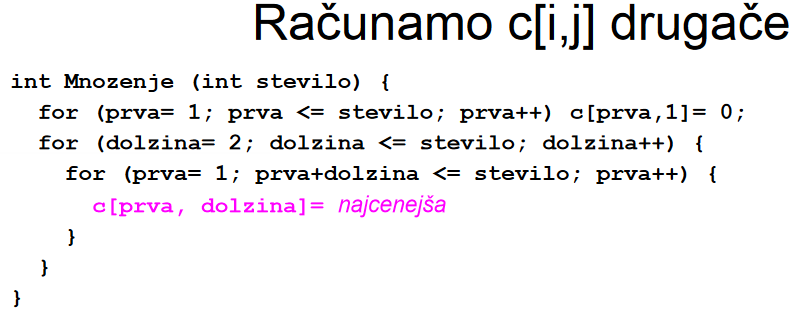 Računamo c[i,j] drugače
int Mnozenje (int stevilo) {
for (prva= 1; prva <= stevilo; prva++) c[prva,1]= 0;
for (dolzina= 2; dolzina <= stevilo; dolzina++) {
for (prva= 1; prva+dolzina <= stevilo; prva++) {
c[prva, dolzina]= najcenejša
}
}
}